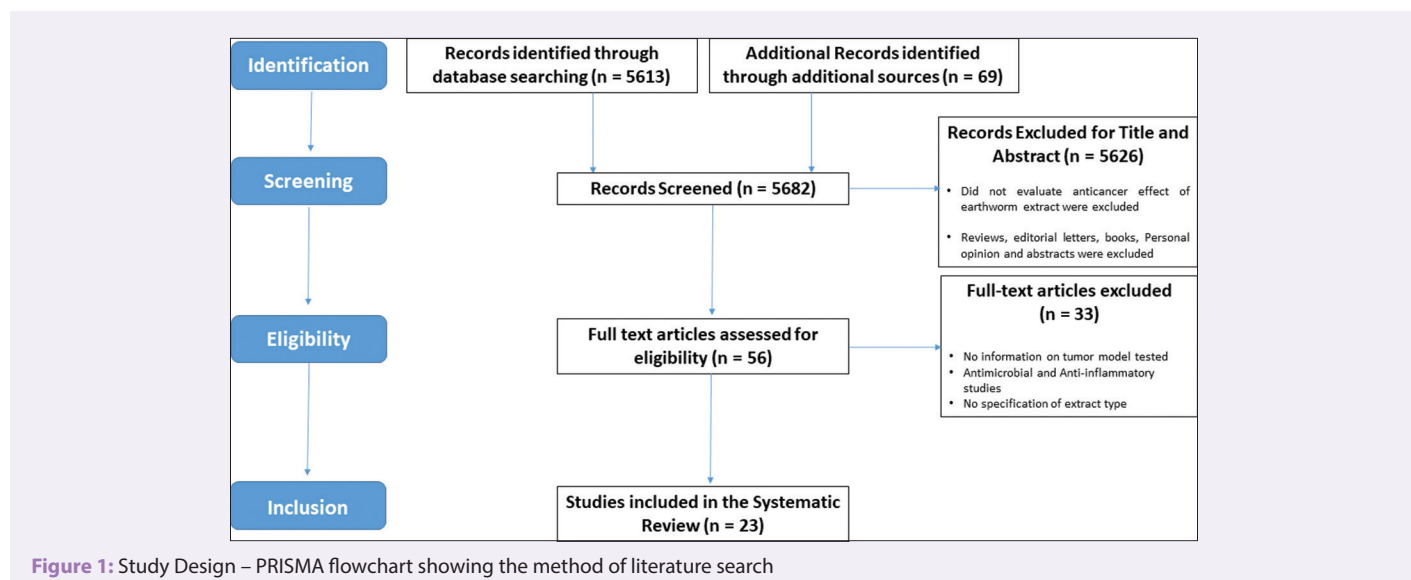 Identification
Records identified through
database searching (n = 5613)
Additional Records identified
through additional sources (n = 69)
Records Excluded for Title and
Abstract (n = 5626)
• Did not evaluate anticancer effect of
earthworm extract were excluded
• Reviews, editorial letters, books, Personal
opinion and abstracts were excluded
Screening
Records Screened (n = 5682)
Full-text articles excluded
(n = 33)
• No information on tumor model tested
• Antimicrobial and Anti-inflammatory
studies
• No specification of extract type
Eligibility
Full text articles assessed for
eligibility (n = 56)
Inclusion
Studies included in the Systematic
Review (n = 23)
Figure 1: Study Design – PRISMA flowchart showing the method of literature search